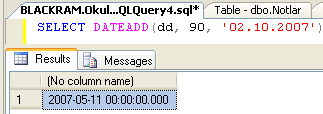 BLACKRAM.Okul...QLQuery4.sql* Table - dbo.Notlar
SELECT DATEADD(dd, 90, '02.10.2007')
Results Messages
(No column name)
1 2007-05-11 00:00:00.000